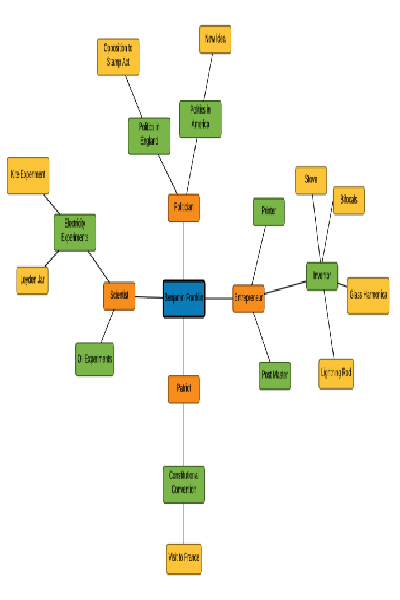 New Idea
Opposition to
Stamp Act
Politics in
America
Politics in
England
Kite Experiment
Stove
Bifocals
Politician
Printer
Electricity
Experiments
Inventor
Leyden Jar
Scientist
Benjamin Franklin
Entrepreneur
Glass Harmonica
Oil Experiments
Post Master
Lightning Rod
Patriot
Constitutional
Convention
Visit to France